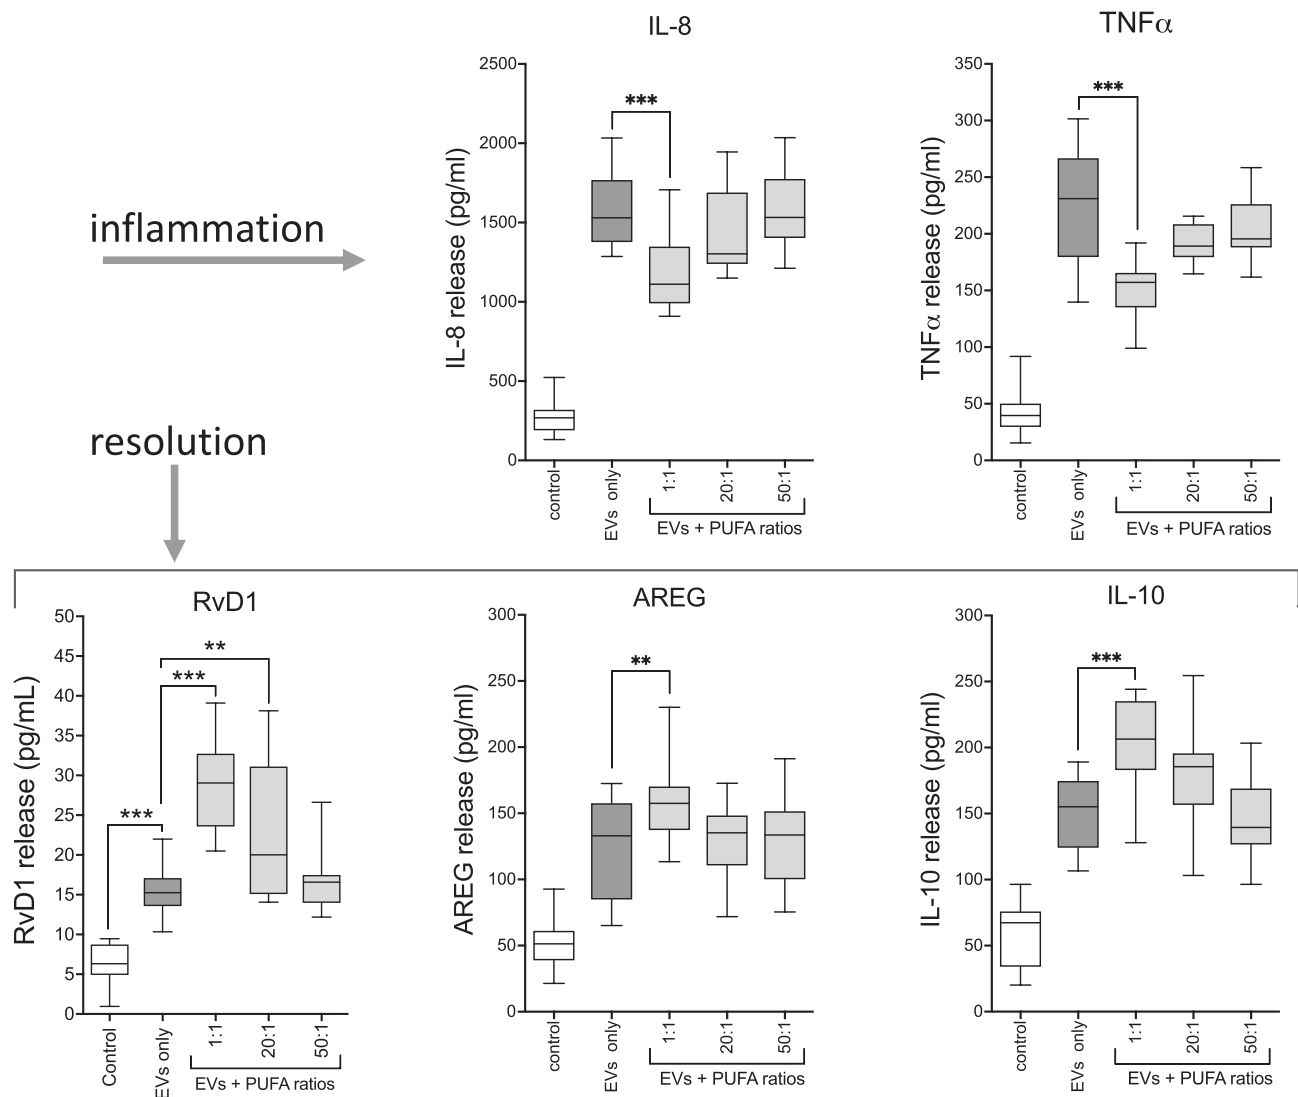 IL-8
IL-8 release (pg/ml)
2500
2000
1500
1000
500
0
***
control
EVs only
1:1
20:1
50:1
EVs + PUFA ratios
TNFα
TNFα release (pg/ml)
350
300
250
200
150
100
50
0
***
control
EVs only
1:1
20:1
50:1
EVs + PUFA ratios
inflammation
resolution
RvD1
RvD1 release (pg/mL)
50
45
40
35
30
25
20
15
10
5
0
**
***
***
Control
EVs only
1:1
20:1
50:1
EVs + PUFA ratios
AREG
AREG release (pg/ml)
300
250
200
150
100
50
0
**
control
EVs only
1:1
20:1
50:1
EVs + PUFA ratios
IL-10
IL-10 release (pg/ml)
300
250
200
150
100
50
0
***
control
EVs only
1:1
20:1
50:1
EVs + PUFA ratios